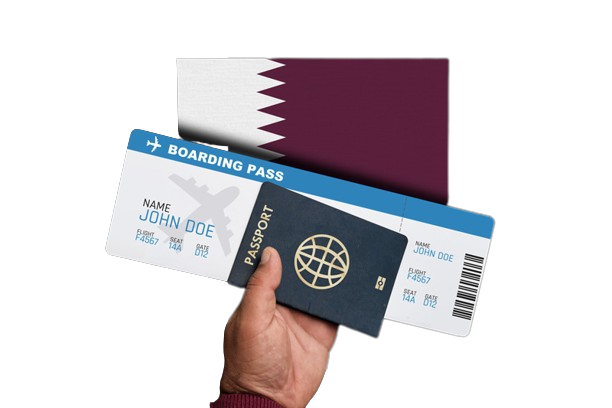 BOARDING PASS
NAME
JOHN DOE
FLIGHT SEAT GATE
F4567 14A D12
PASSPORT
NAME
JOHN DOE
FLIGHT
F4567
SEAT GATE
14A D12